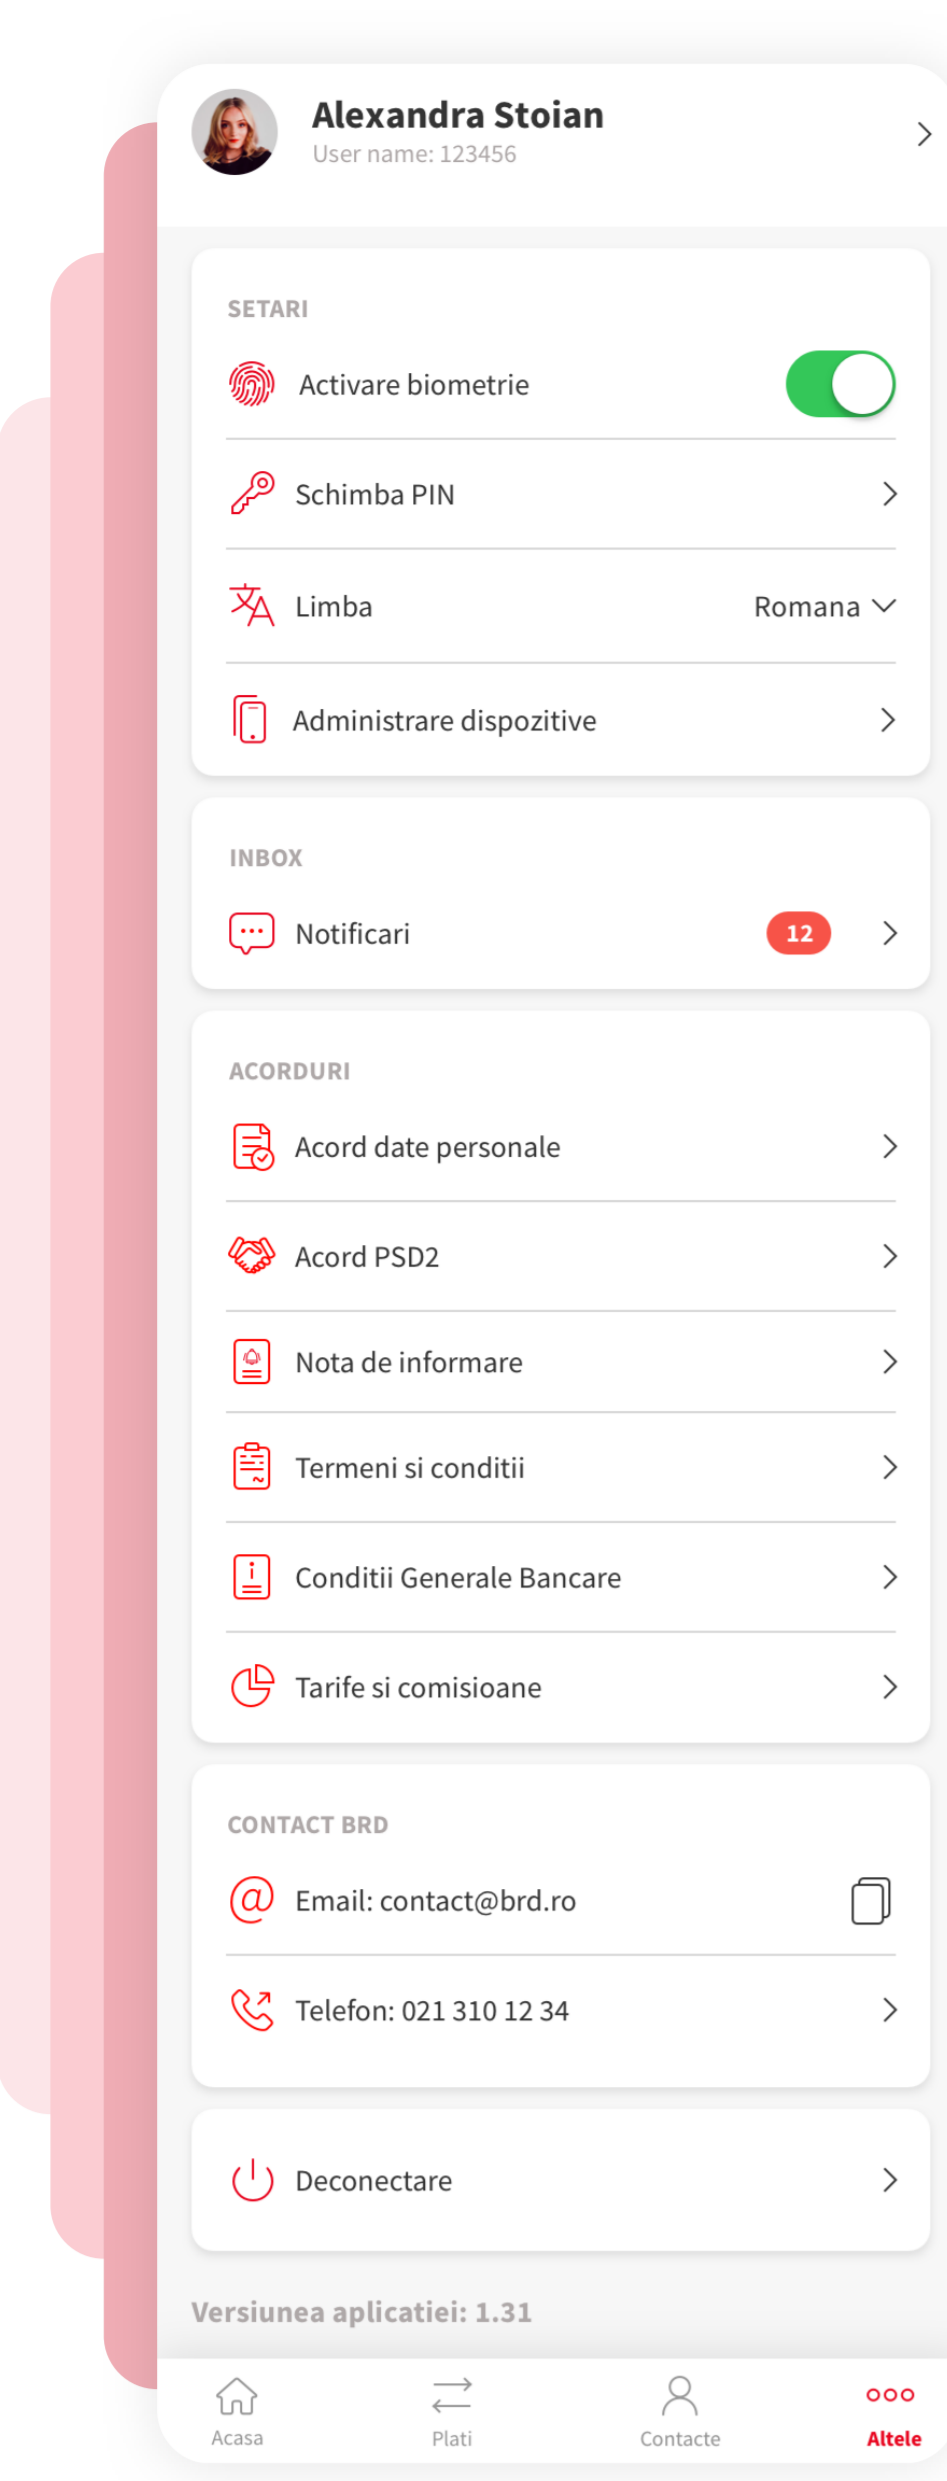 Alexandra Stoian
User name: 123456
SETARI
Activare biometrie
Schimba PIN
Limba Romana
Administrare dispozitive
INBOX
Notificari 12
ACORDURI
Acord date personale
Acord PSD2
Nota de informare
Termeni si conditii
Conditii Generale Bancare
Tarife si comisioane
CONTACT BRD
Email: contact@brd.ro
Telefon: 021 310 12 34
Deconectare
Versiunea aplicatiei: 1.31
Acasa Plati Contacte Altele